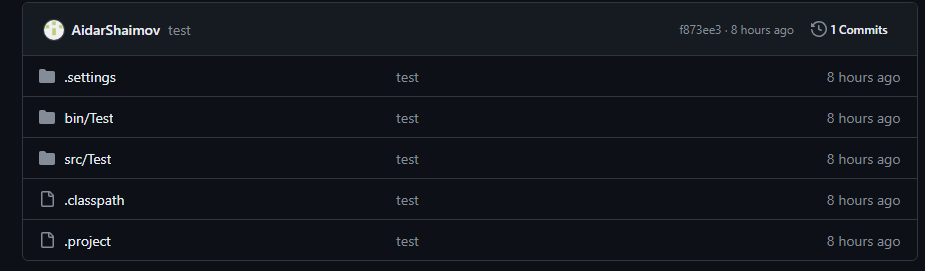 AidarShaimov test f873ee3 · 8 hours ago 1 Commits
.settings test 8 hours ago
bin/Test test 8 hours ago
src/Test test 8 hours ago
.classpath test 8 hours ago
.project test 8 hours ago